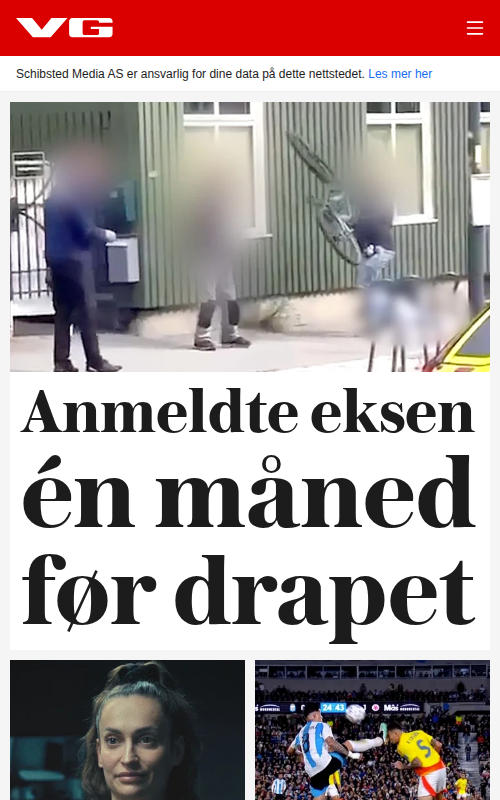 VG
Schibsted Media AS er ansvarlig for dine data på dette nettstedet. Les mer her
Anmeldte eksen
én måned
før drapet
24:43
5